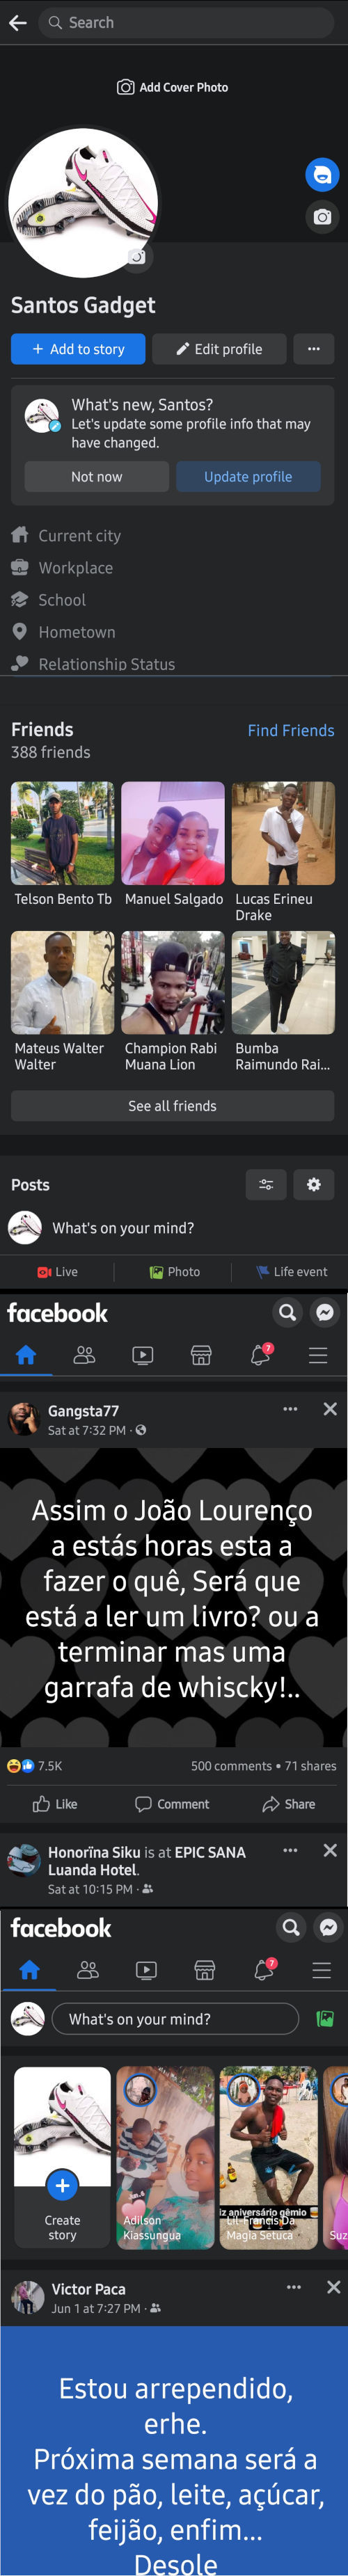 Search
Add Cover Photo
Santos Gadget
+ Add to story
Edit profile
What's new, Santos?
Let's update some profile info that may
have changed.
Not now
Update profile
Current city
Workplace
School
Hometown
Relationship Status
Friends
Find Friends
388 friends
Telson Bento Tb
Manuel Salgado
Lucas Erineu
Drake
Mateus Walter
Walter
Champion Rabi
Muana Lion
Bumba
Raimundo Rai...
See all friends
Posts
What's on your mind?
Live
Photo
Life event
facebook
7
Gangsta77
Sat at 7:32 PM ·
Assim o João Lourenço
a estás horas esta a
fazer o quê, Será que
está a ler um livro? ou a
terminar mas uma
garrafa de whiscky!..
7.5K
500 comments • 71 shares
Like
Comment
Share
Honorïna Siku is at EPIC SANA
Luanda Hotel.
Sat at 10:15 PM ·
facebook
7
What's on your mind?
Create
story
Adilson
Kiassungua
iz aniversário gêmio
Lil-Francis Da
Magia Setuca
Suz
Victor Paca
Jun 1 at 7:27 PM ·
Estou arrependido,
erhe.
Próxima semana será a
vez do pão, leite, açúcar,
feijão, enfim...
Desole